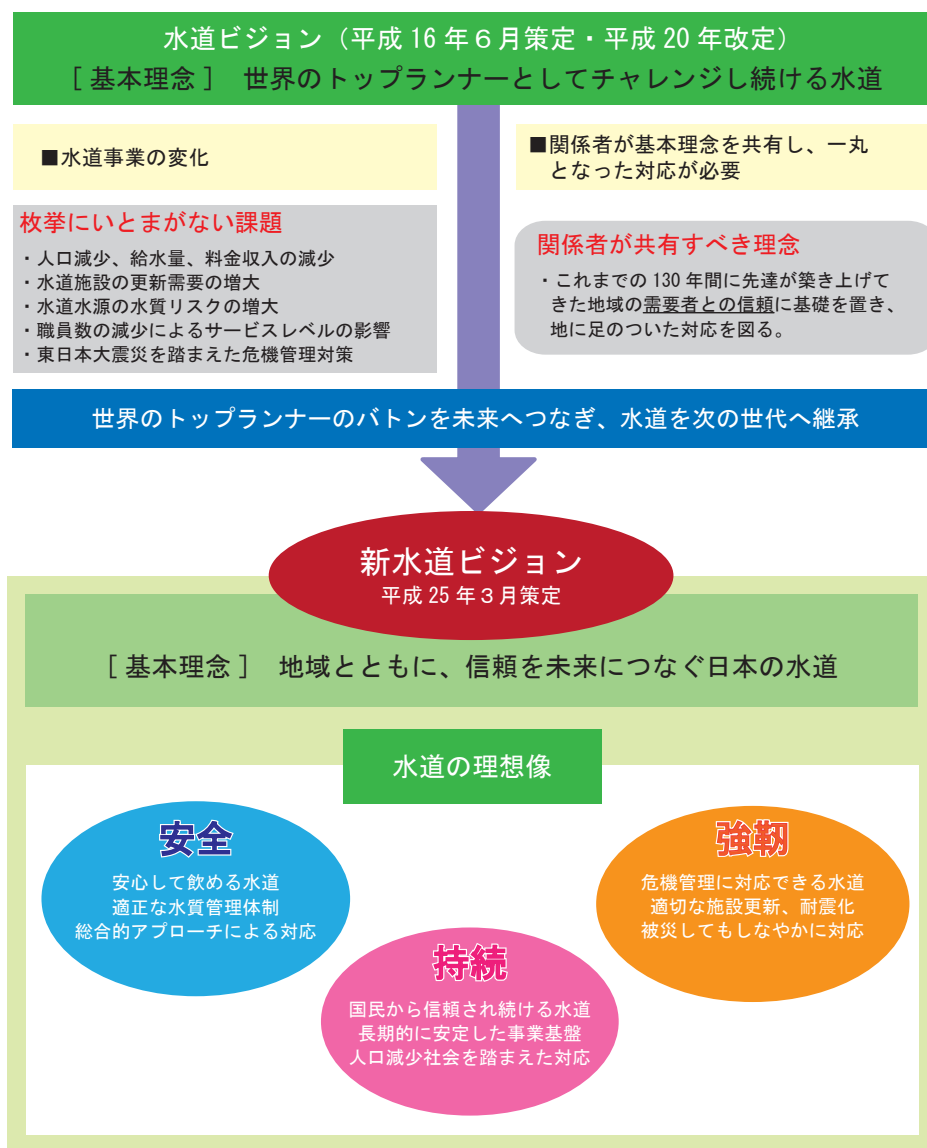 水道ビジョン（平成 16 年６月策定・平成 20 年改定）
［ 基本理念 ］ 世界のトップランナーとしてチャレンジし続ける水道
■水道事業の変化
枚挙にいとまがない課題
・人口減少、給水量、料金収入の減少
・水道施設の更新需要の増大
・水道水源の水質リスクの増大
・職員数の減少によるサービスレベルの影響
・東日本大震災を踏まえた危機管理対策
■関係者が基本理念を共有し、一丸
となった対応が必要
関係者が共有すべき理念
・これまでの 130 年間に先達が築き上げて
きた地域の需要者との信頼に基礎を置き、
地に足のついた対応を図る。
世界のトップランナーのバトンを未来へつなぎ、水道を次の世代へ継承
新水道ビジョン
平成 25 年３月策定
［ 基本理念 ］ 地域とともに、信頼を未来につなぐ日本の水道
水道の理想像
安全
安心して飲める水道
適正な水質管理体制
総合的アプローチによる対応
持続
国民から信頼され続ける水道
長期的に安定した事業基盤
人口減少社会を踏まえた対応
強靭
危機管理に対応できる水道
適切な施設更新、耐震化
被災してもしなやかに対応